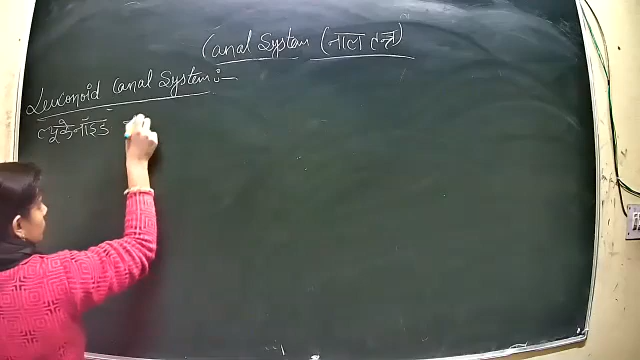 Canal System (नाल तन्त्र)
Leuconoid Canal System :-
ल्यूकेनॉइड